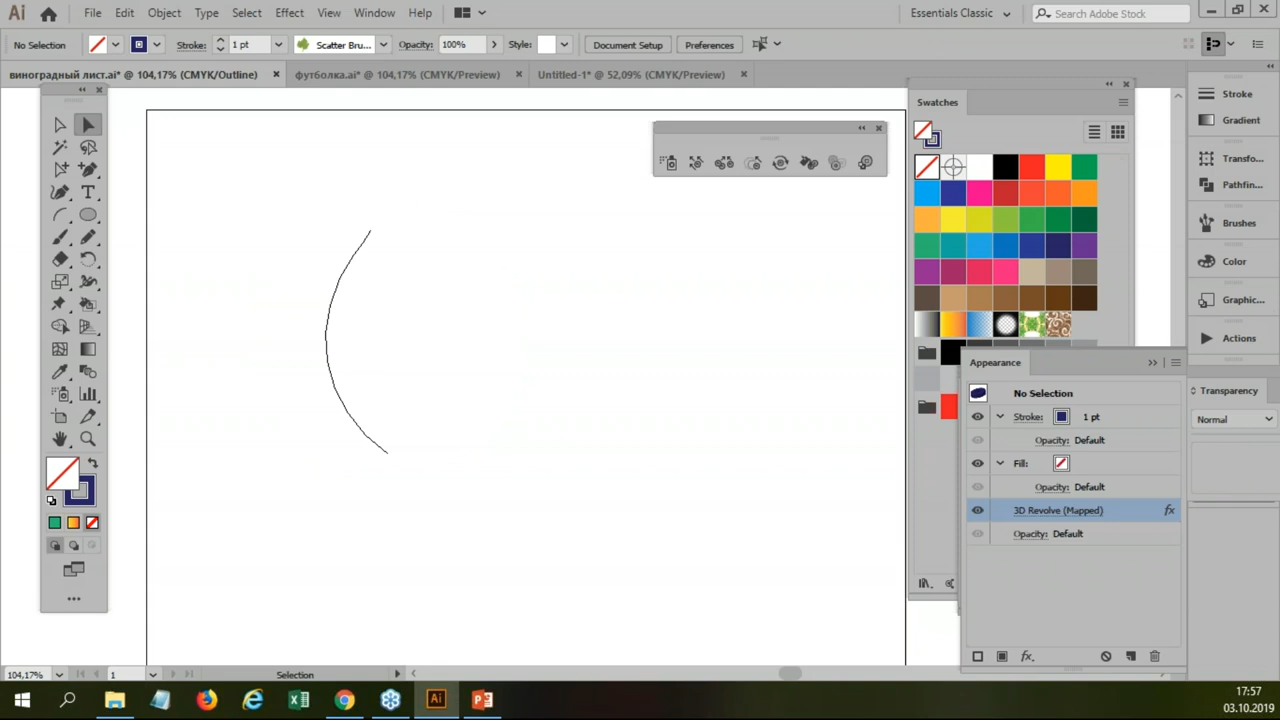 Ai File Edit Object Type Select Effect View Window Help Essentials Classic Search Adobe Stock
No Selection Stroke: 1 pt Scatter Bru... Opacity: 100% Style: Document Setup Preferences
виноградный лист.ai* @ 104,17% (CMYK/Outline) × футболка.ai* @ 104,17% (CMYK/Preview) × Untitled-1* @ 52,09% (CMYK/Preview) ×
Swatches
Stroke
Gradient
Transfo...
Pathfin...
Brushes
Color
Graphic...
Actions
Transparency
Normal
Appearance
No Selection
Stroke: 1 pt
Opacity: Default
Fill:
Opacity: Default
3D Revolve (Mapped) fx
Opacity: Default
fx.
104,17% 1 Selection
Ai
17:57
03.10.2019